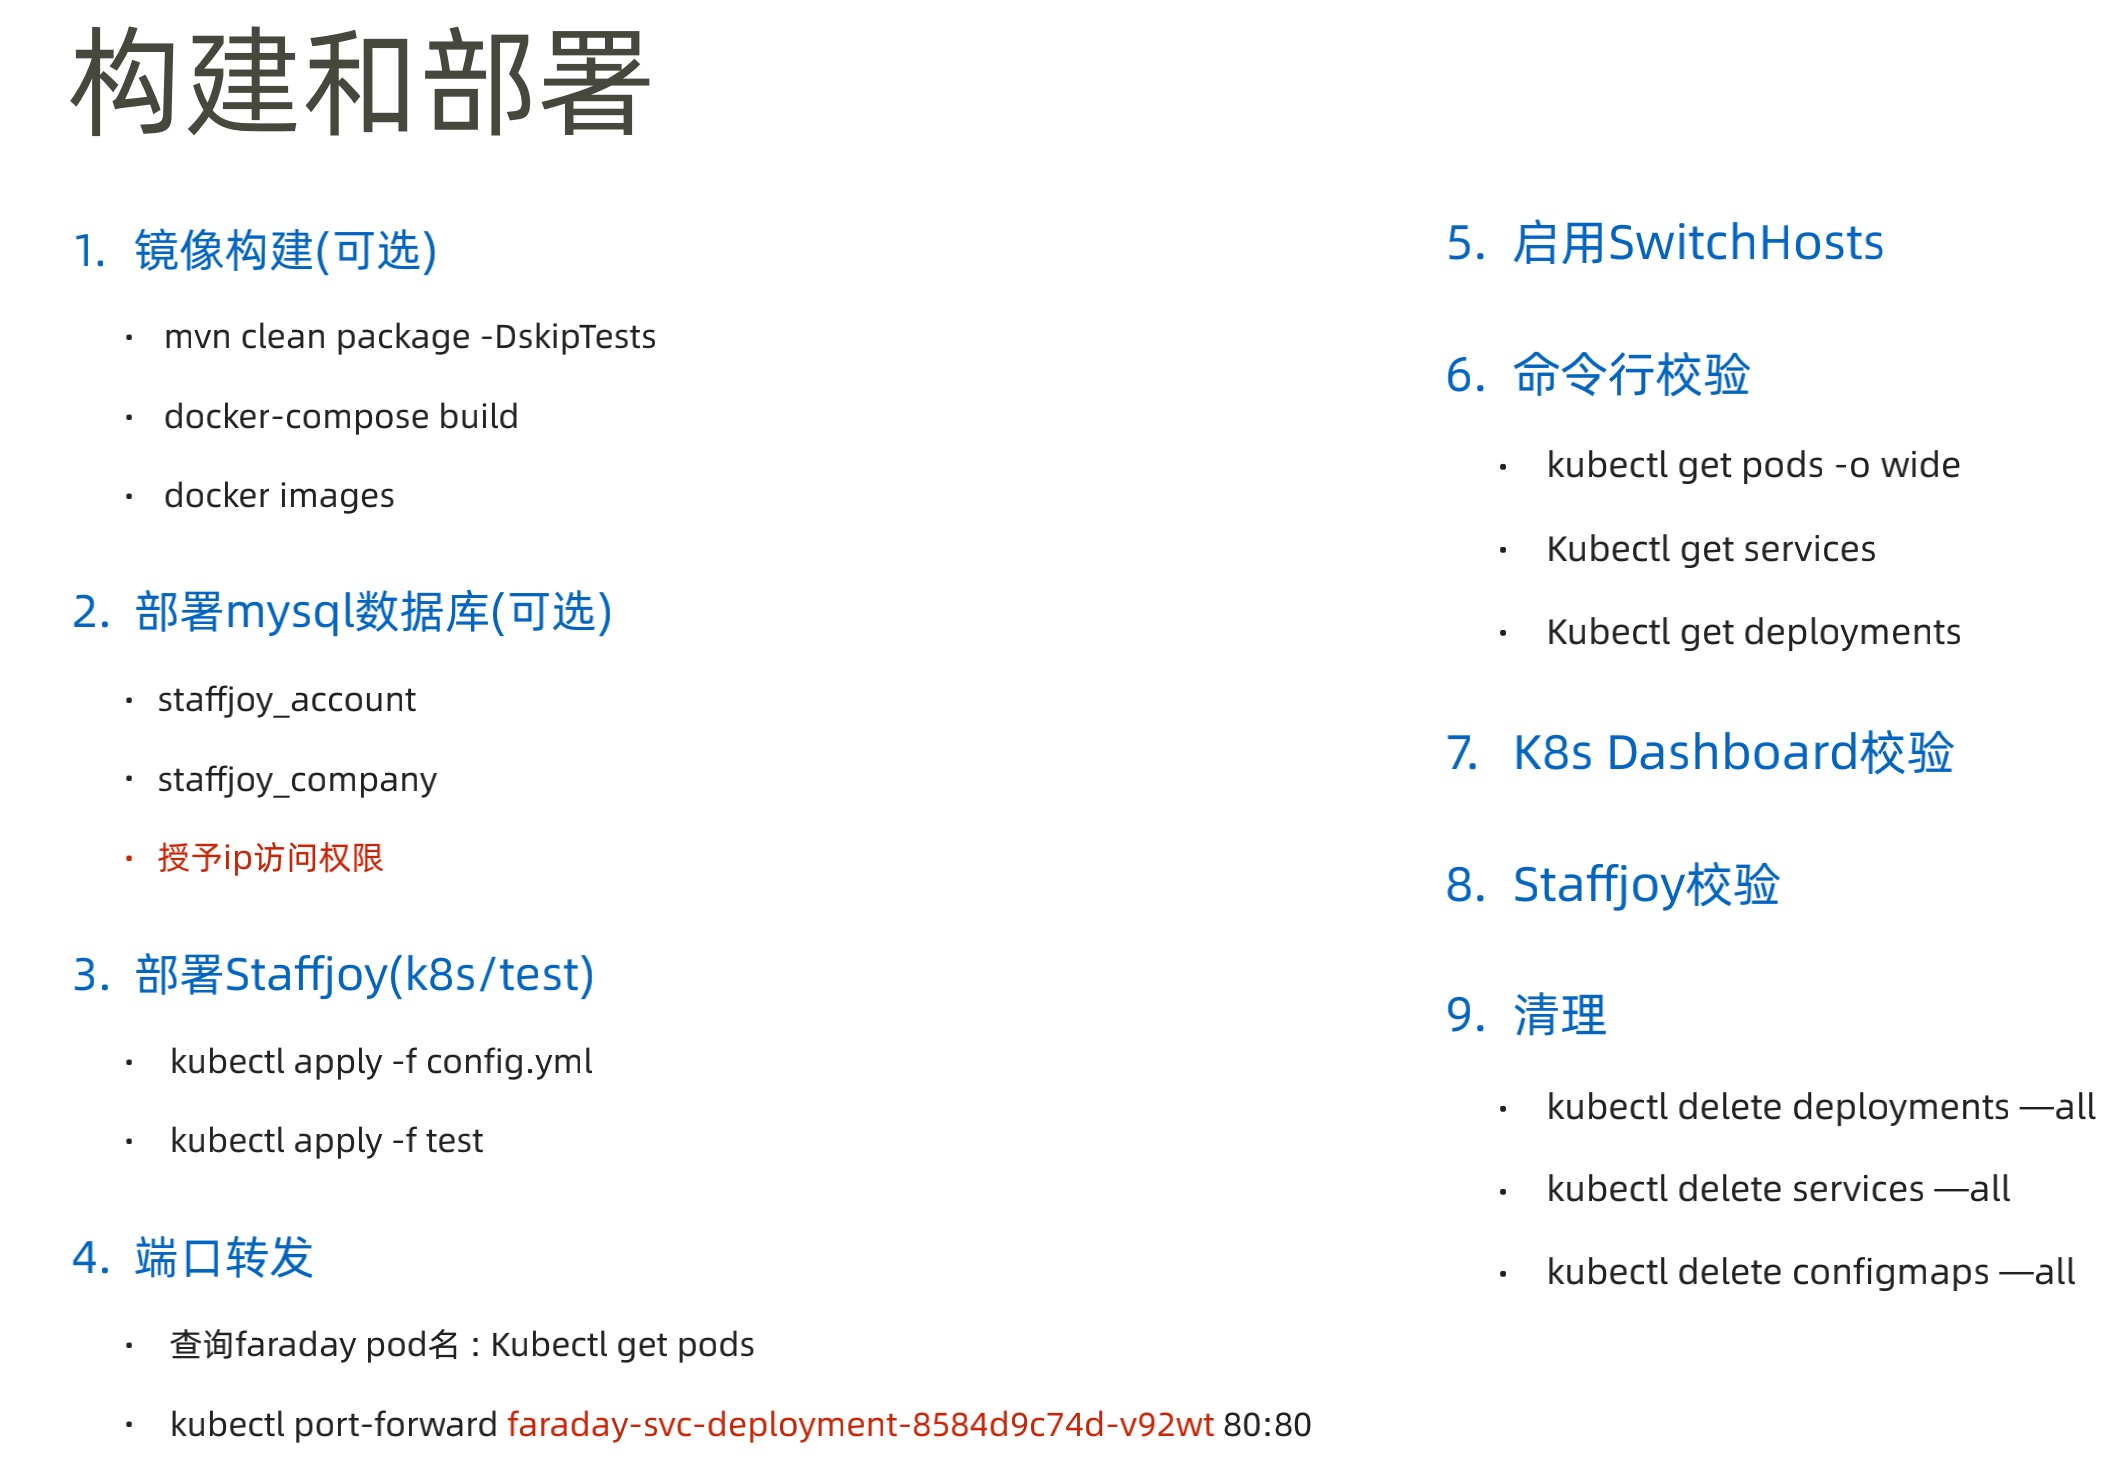 构建和部署
1. 镜像构建(可选)
· mvn clean package -DskipTests
· docker-compose build
· docker images
2. 部署mysql数据库(可选)
· staffjoy_account
· staffjoy_company
· 授予ip访问权限
3. 部署Staffjoy(k8s/test)
· kubectl apply -f config.yml
· kubectl apply -f test
4. 端口转发
· 查询faraday pod名：Kubectl get pods
· kubectl port-forward faraday-svc-deployment-8584d9c74d-v92wt 80:80
5. 启用SwitchHosts
6. 命令行校验
· kubectl get pods -o wide
· Kubectl get services
· Kubectl get deployments
7. K8s Dashboard校验
8. Staffjoy校验
9. 清理
· kubectl delete deployments —all
· kubectl delete services —all
· kubectl delete configmaps —all